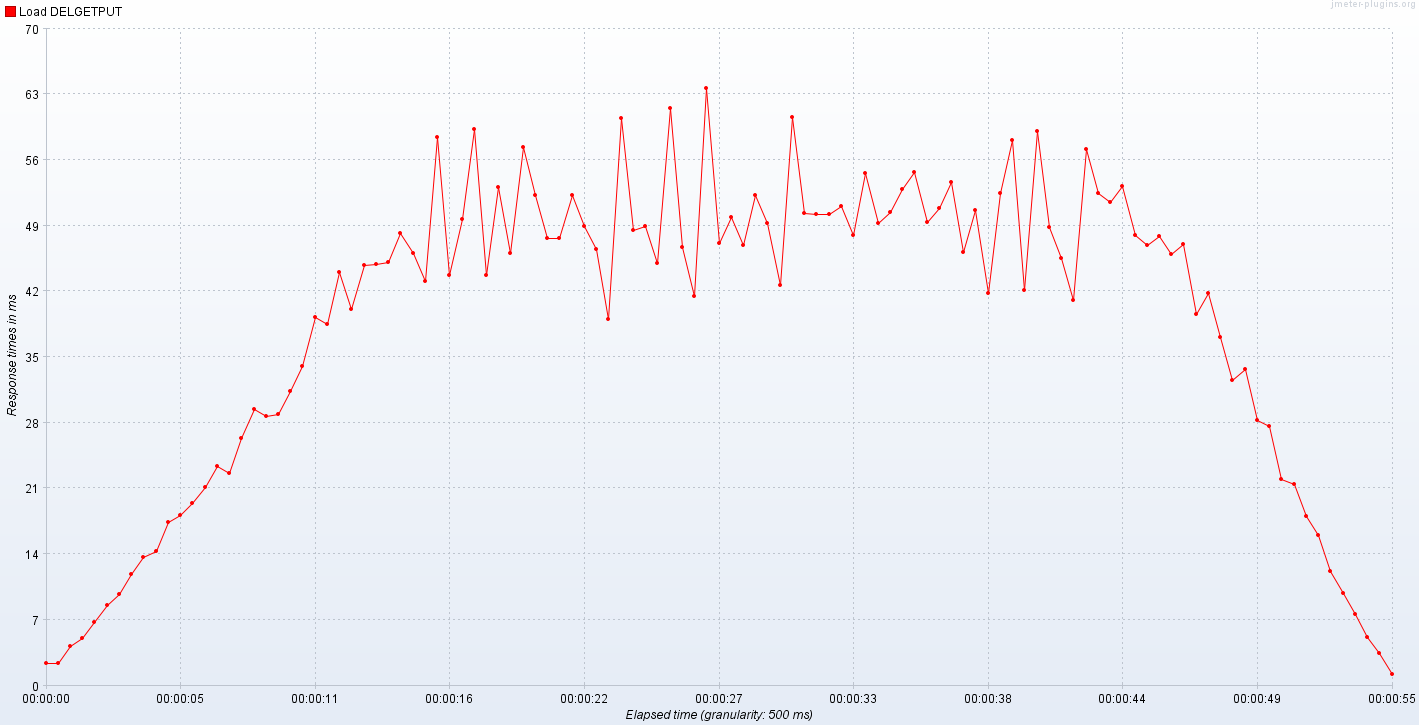 Load DELGETPUT
jmeter-plugins.org
70
63
56
49
42
35
28
21
14
7
0
Response times in ms
00:00:00 00:00:05 00:00:11 00:00:16 00:00:22 00:00:27 00:00:33 00:00:38 00:00:44 00:00:49 00:00:55
Elapsed time (granularity: 500 ms)